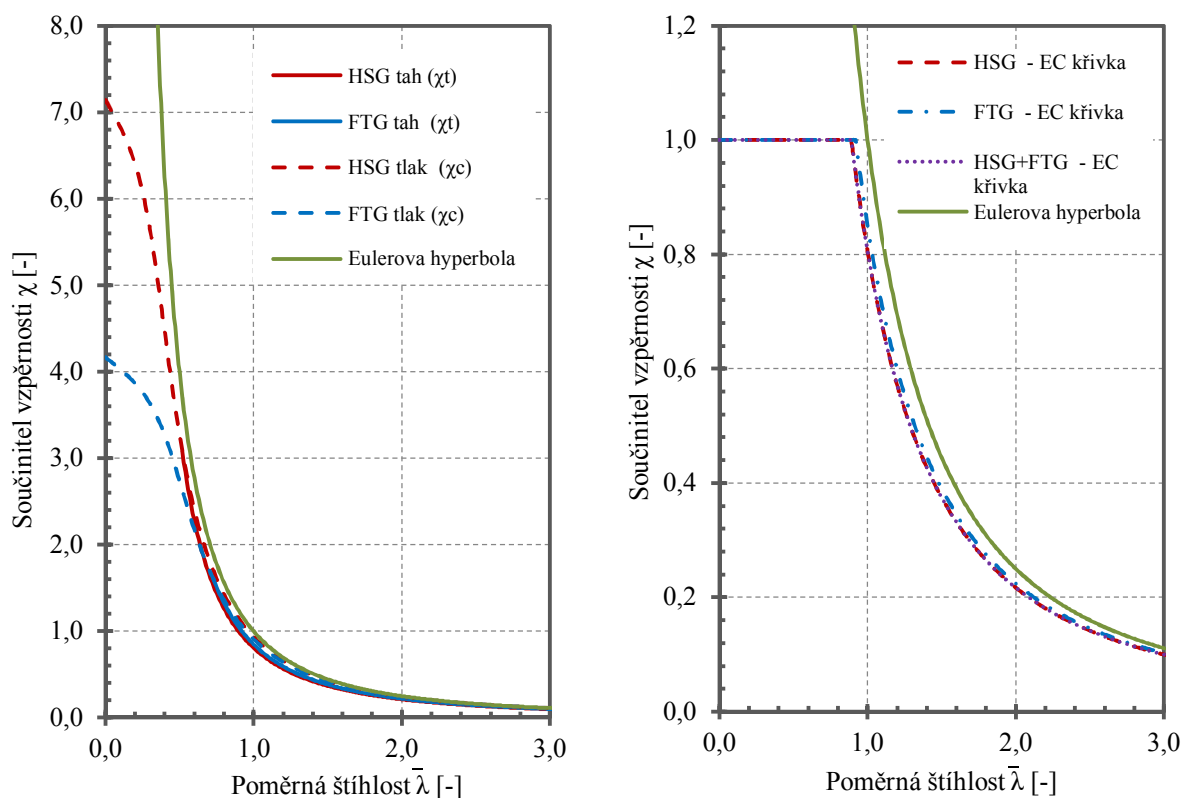 8,0
7,0
6,0
5,0
4,0
3,0
2,0
1,0
0,0
0,0
1,0
2,0
3,0
Součinitel vzpěrnosti χ [-]
Poměrná štíhlost λ̅ [-]
HSG tah (χt)
FTG tah (χt)
HSG tlak (χc)
FTG tlak (χc)
Eulerova hyperbola
1,2
1,0
0,8
0,6
0,4
0,2
0,0
0,0
1,0
2,0
3,0
Součinitel vzpěrnosti χ [-]
Poměrná štíhlost λ̅ [-]
HSG - EC křivka
FTG - EC křivka
HSG+FTG - EC
křivka
Eulerova hyperbola